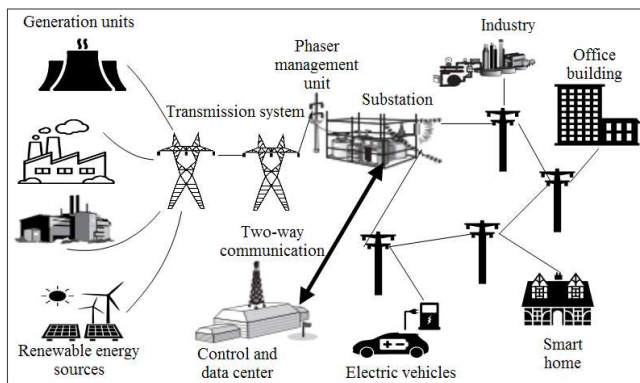 Generation units
Transmission system
Phaser
management
unit
Substation
Industry
Office
building
Two-way
communication
Renewable energy
sources
Control and
data center
Electric vehicles
Smart
home